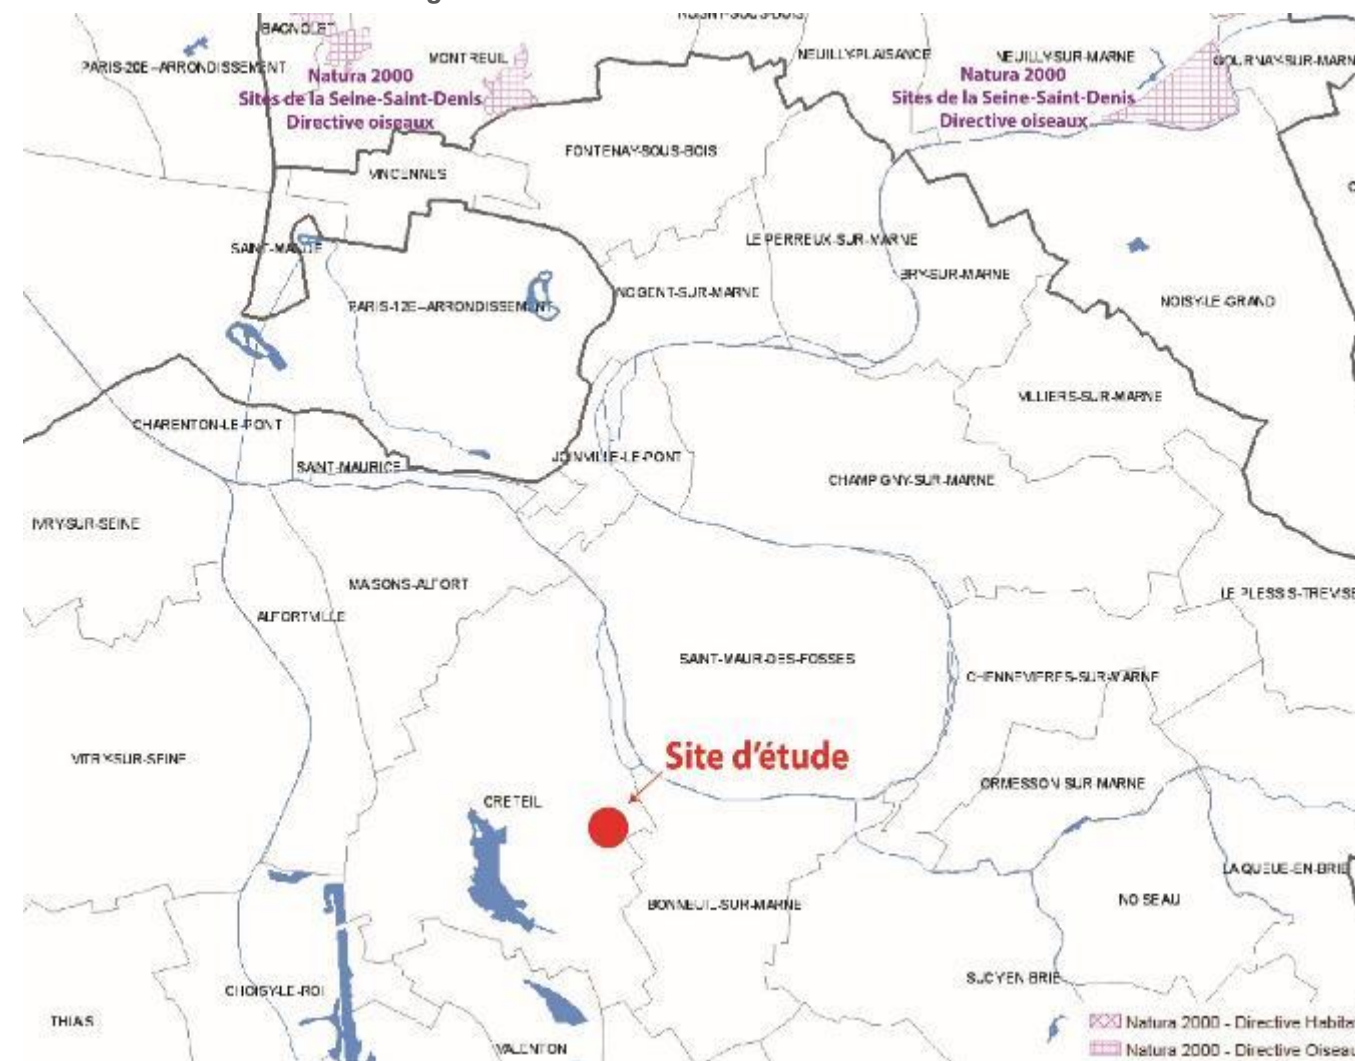 BAGNOLET
PARIS-20E--ARRONDISSEMENT
MONTREUIL
NEUILLY-PLAISANCE
NEUILLY-SUR-MARNE
GOURNAY-SUR-MARN
Natura 2000
Sites de la Seine-Saint-Denis
Directive oiseaux
Natura 2000
Sites de la Seine-Saint-Denis
Directive oiseaux
FONTENAY-SOUS-BOIS
VINCENNES
SAINT-MANDE
LE PERREUX-SUR-MARNE
BRY-SUR-MARNE
PARIS-12E--ARRONDISSEMENT
NOGENT-SUR-MARNE
NOISY-LE-GRAND
VILLIERS-SUR-MARNE
CHARENTON-LE-PONT
SAINT-MAURICE
JOINVILLE-LE-PONT
CHAMPIGNY-SUR-MARNE
IVRY-SUR-SEINE
MAISONS-ALFORT
LE PLESSIS-TREVISE
ALFORTVILLE
SAINT-MAUR-DES-FOSSES
CHENNEVIERES-SUR-MARNE
VITRY-SUR-SEINE
Site d'étude
ORMESSON SUR MARNE
CRETEIL
LA QUEUE-EN-BRIE
BONNEUIL-SUR-MARNE
NOISEAU
SUCY EN BRIE
CHOISY-LE-ROI
THIAIS
VALENTON
Natura 2000 - Directive Habita
Natura 2000 - Directive Oiseau